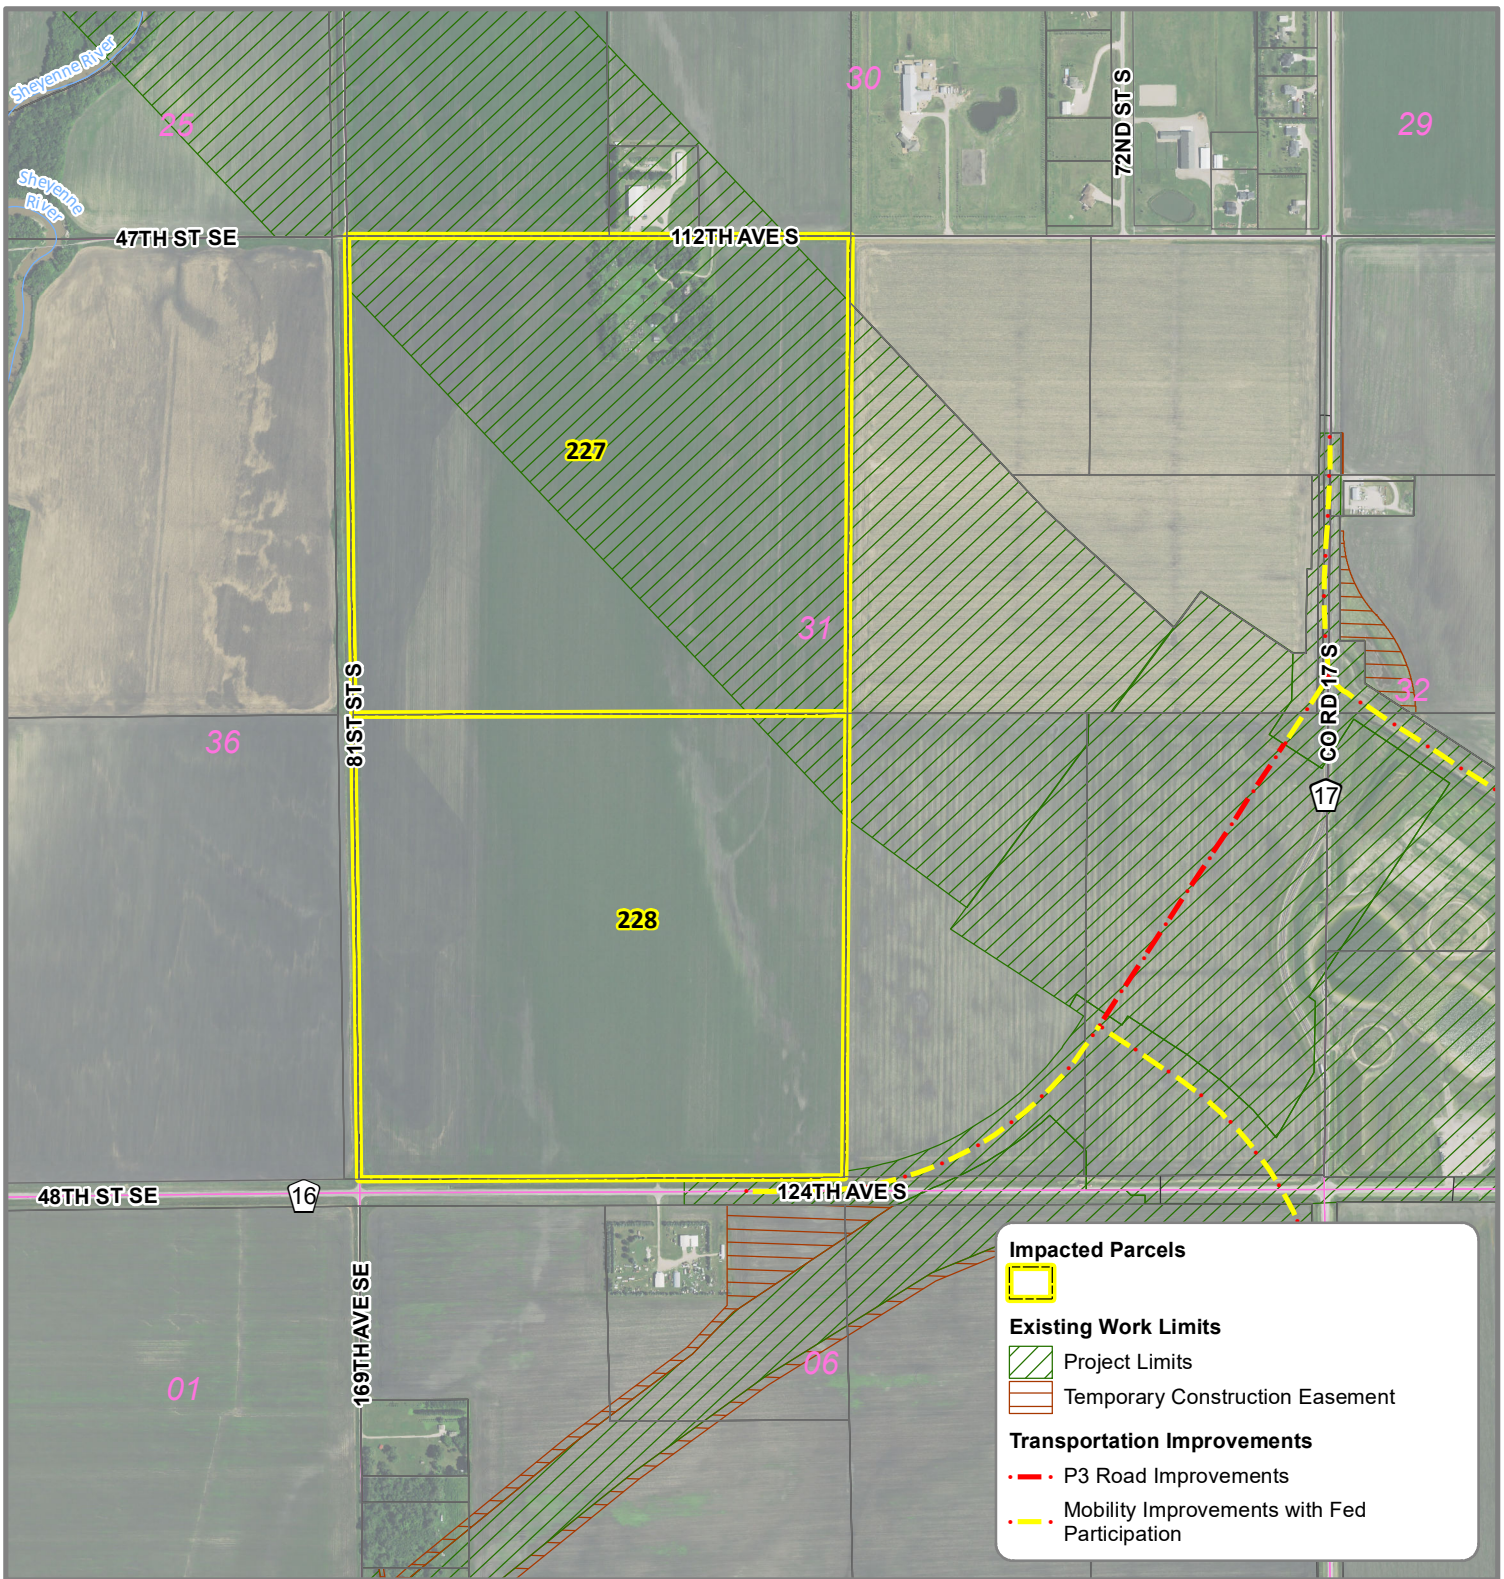 Sheyenne River
25
30
72ND ST S
29
Sheyenne
River
47TH ST SE
112TH AVE S
227
31
81ST ST S
36
CO RD 17 S
32
17
228
48TH ST SE
16
124TH AVE S
169TH AVE SE
01
06
Impacted Parcels
Existing Work Limits
Project Limits
Temporary Construction Easement
Transportation Improvements
P3 Road Improvements
Mobility Improvements with Fed
Participation